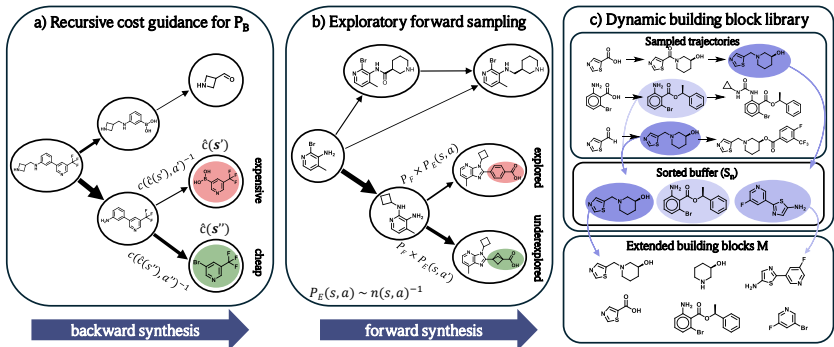 a) Recursive cost guidance for P_B
ĉ(s′)
c(ĉ(s′), a′)⁻¹
expensive
ĉ(s″)
c(ĉ(s″), a″)⁻¹
cheap
backward synthesis
b) Exploratory forward sampling
P_F × P_E(s, a)
explored
P_F × P_E(s, a′)
underexplored
P_E(s, a) ~ n(s, a)⁻¹
forward synthesis
c) Dynamic building block library
Sampled trajectories
Sorted buffer (S_B)
Extended building blocks M